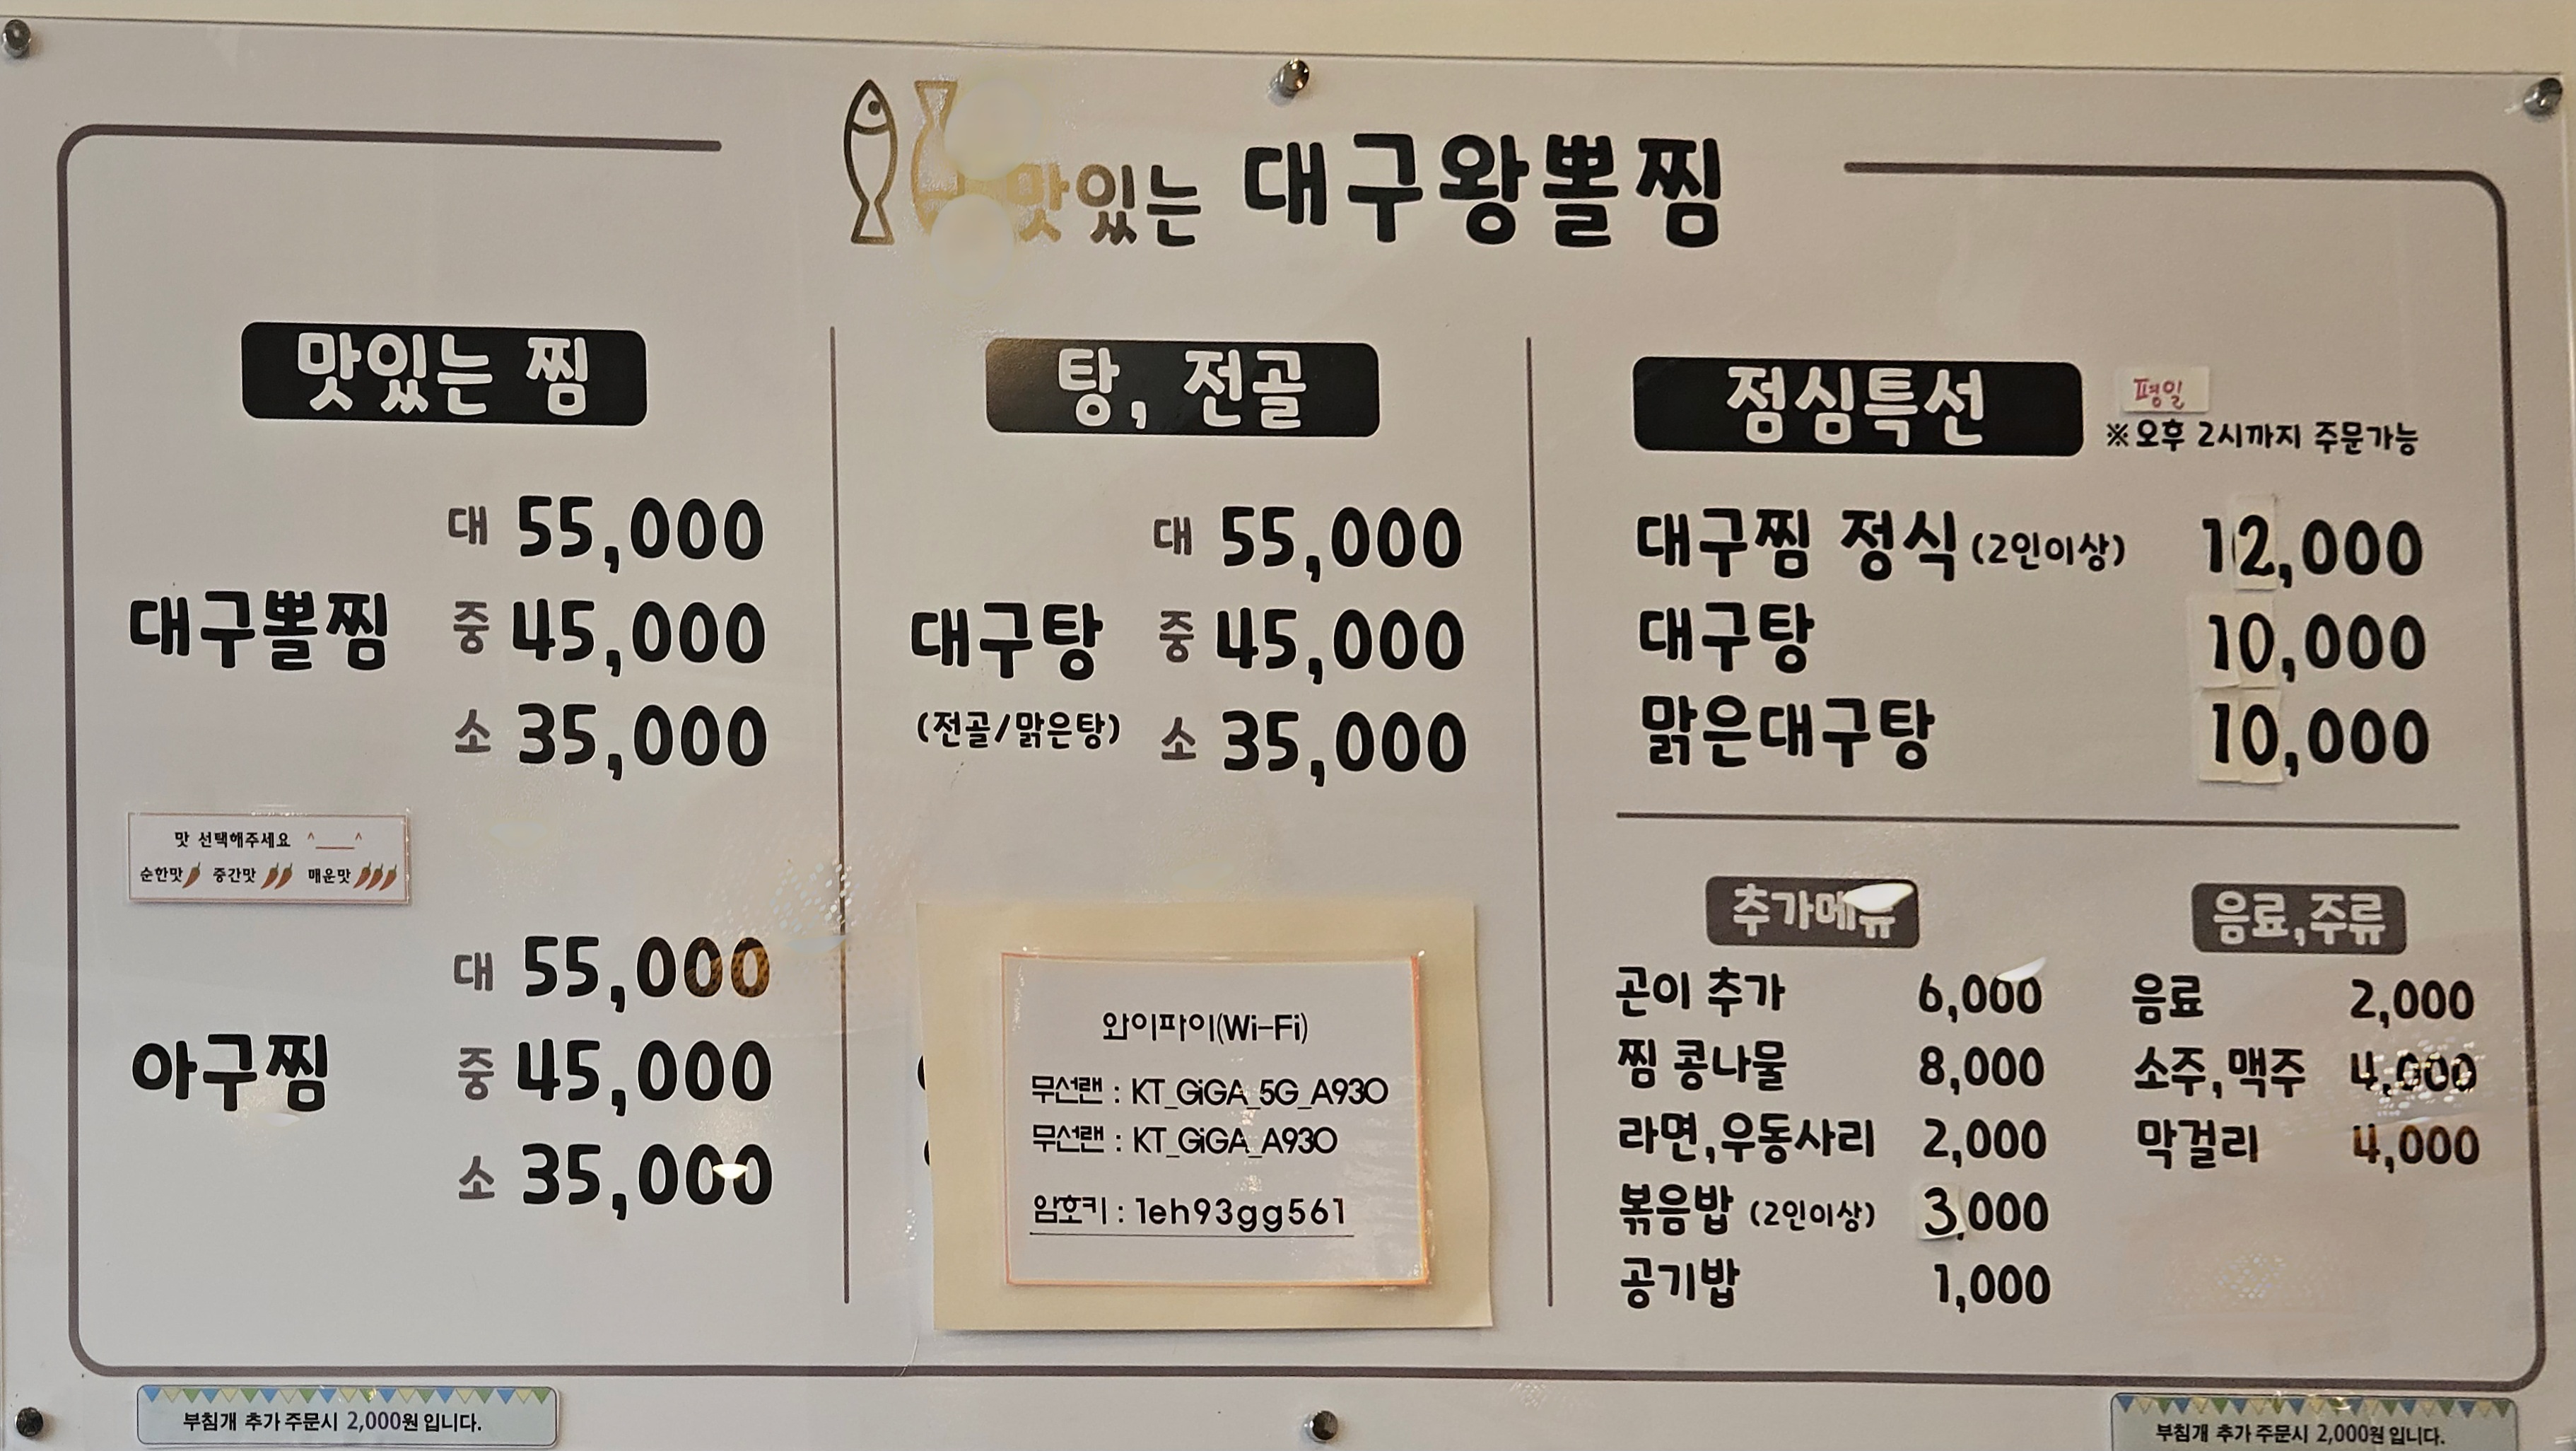 맛있는 대구왕뽈찜
맛있는 찜
대구뽈찜
대 55,000
중 45,000
소 35,000
맛 선택해주세요 ^___^
순한맛 중간맛 매운맛
아구찜
대 55,000
중 45,000
소 35,000
탕, 전골
대구탕
(전골/맑은탕)
대 55,000
중 45,000
소 35,000
와이파이(Wi-Fi)
무선랜 : KT_GiGA_5G_A930
무선랜 : KT_GiGA_A930
암호키 : 1eh93gg561
점심특선
평일
※오후 2시까지 주문가능
대구찜 정식 (2인이상) 12,000
대구탕 10,000
맑은대구탕 10,000
추가메뉴
곤이 추가 6,000
찜 콩나물 8,000
라면,우동사리 2,000
볶음밥 (2인이상) 3,000
공기밥 1,000
음료,주류
음료 2,000
소주,맥주 4,000
막걸리 4,000
부침개 추가 주문시 2,000원 입니다.
부침개 추가 주문시 2,000원 입니다.